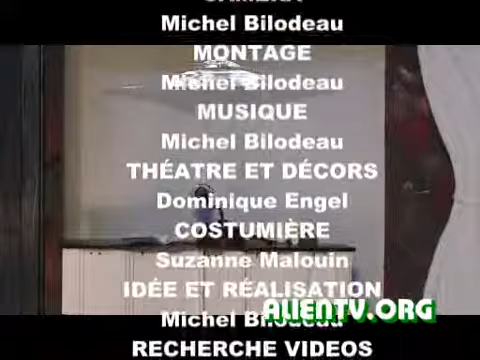 Michel Bilodeau
MONTAGE
Michel Bilodeau
MUSIQUE
Michel Bilodeau
THÉATRE ET DÉCORS
Dominique Engel
COSTUMIÈRE
Suzanne Malouin
IDÉE ET RÉALISATION
ALIENTV.ORG
Michel Bilodeau
RECHERCHE VIDEOS